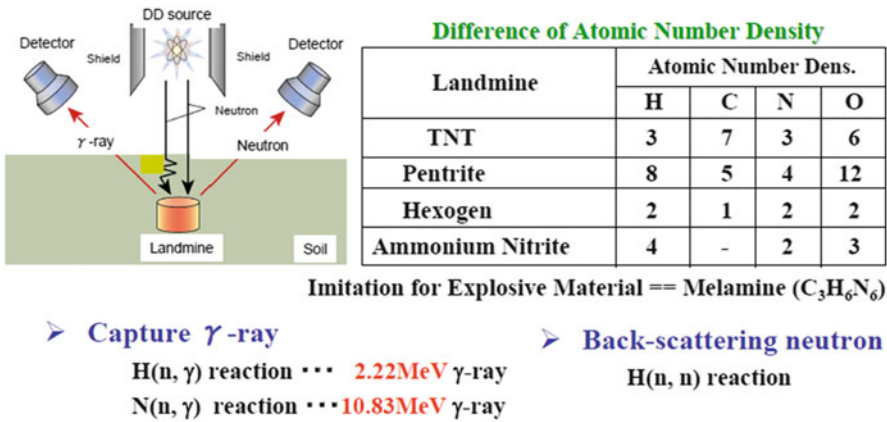 DD source
Detector
Shield
Shield
Detector
Neutron
γ-ray
Neutron
Landmine
Soil
Difference of Atomic Number Density
Landmine
Atomic Number Dens.
H C N O
TNT 3 7 3 6
Pentrite 8 5 4 12
Hexogen 2 1 2 2
Ammonium Nitrite 4 - 2 3
Imitation for Explosive Material == Melamine (C₃H₆N₆)
➢ Capture γ-ray
H(n, γ) reaction ··· 2.22MeV γ-ray
N(n, γ) reaction ···10.83MeV γ-ray
➢ Back-scattering neutron
H(n, n) reaction